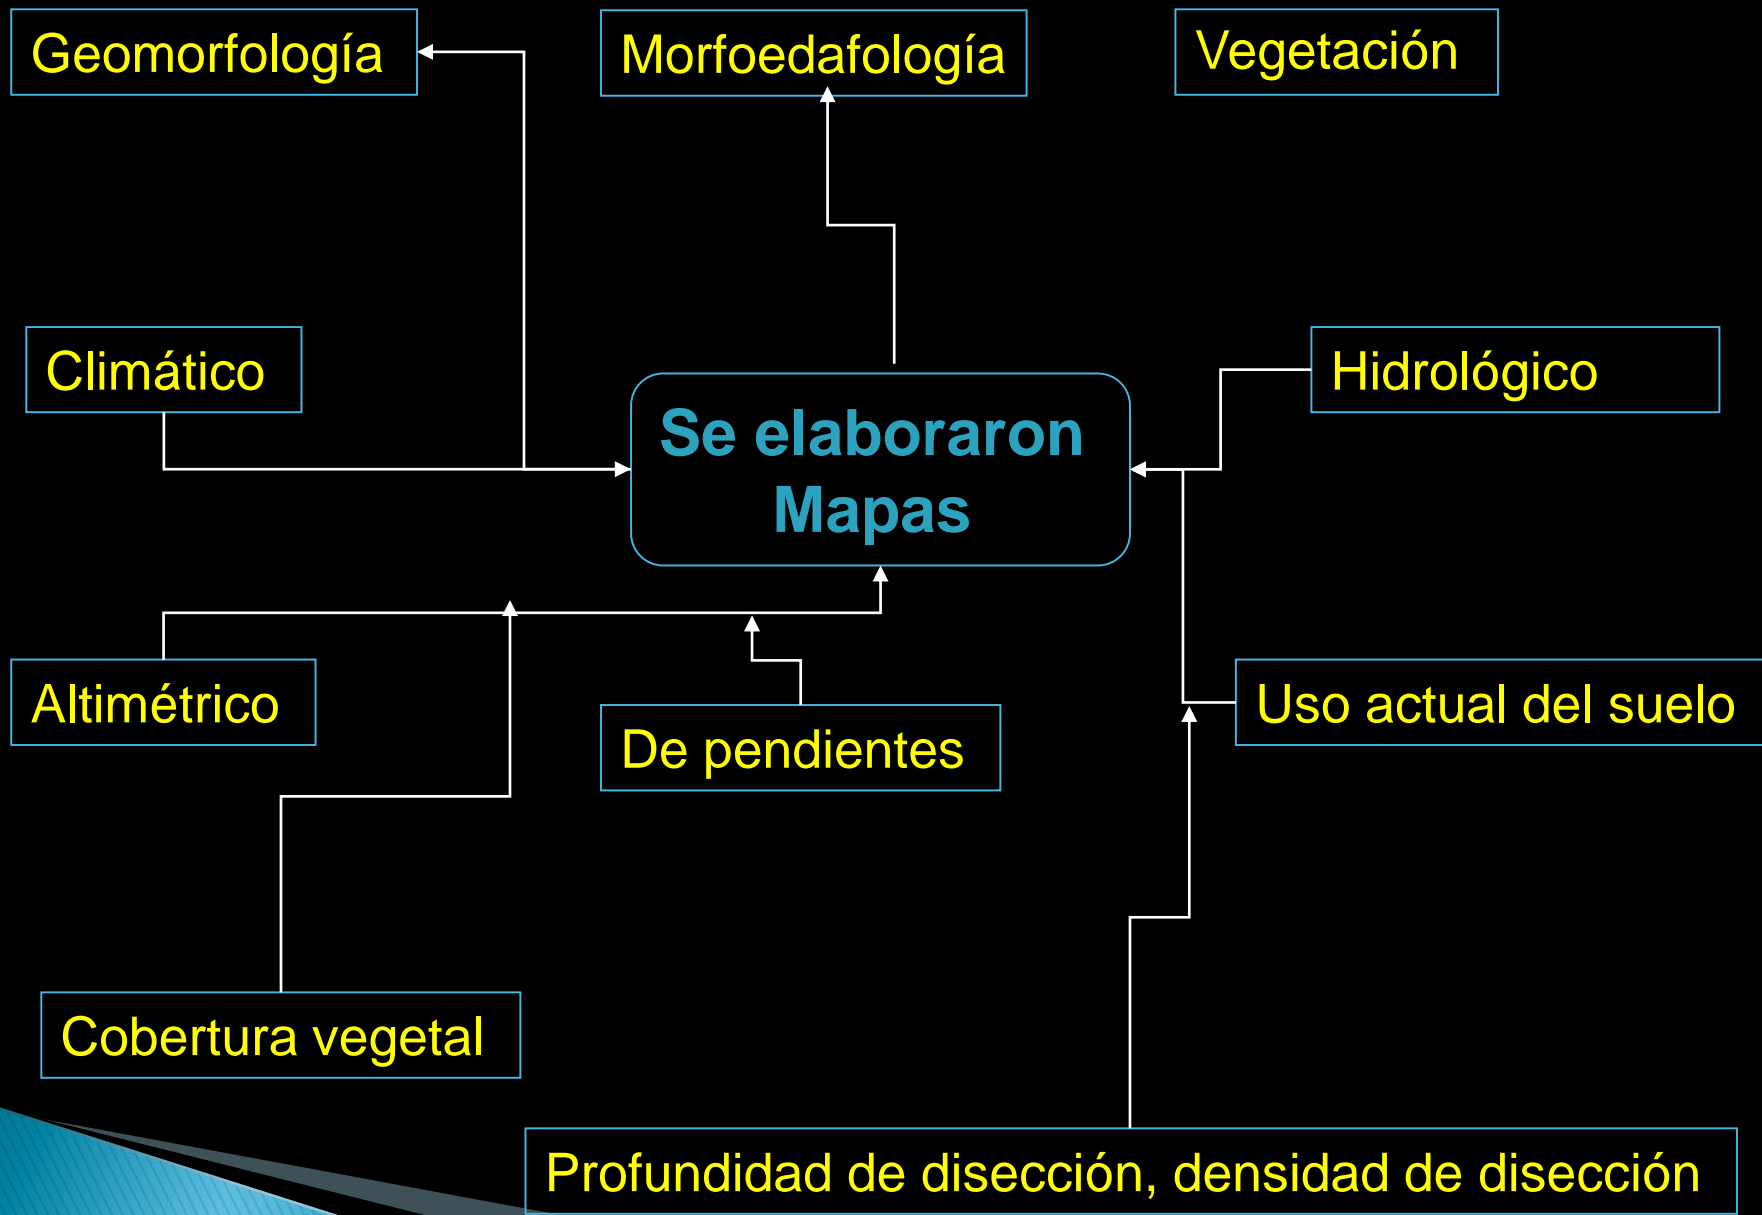 Geomorfología
Morfoedafología
Vegetación
Climático
Hidrológico
Se elaboraron
Mapas
Altimétrico
De pendientes
Uso actual del suelo
Cobertura vegetal
Profundidad de disección, densidad de disección